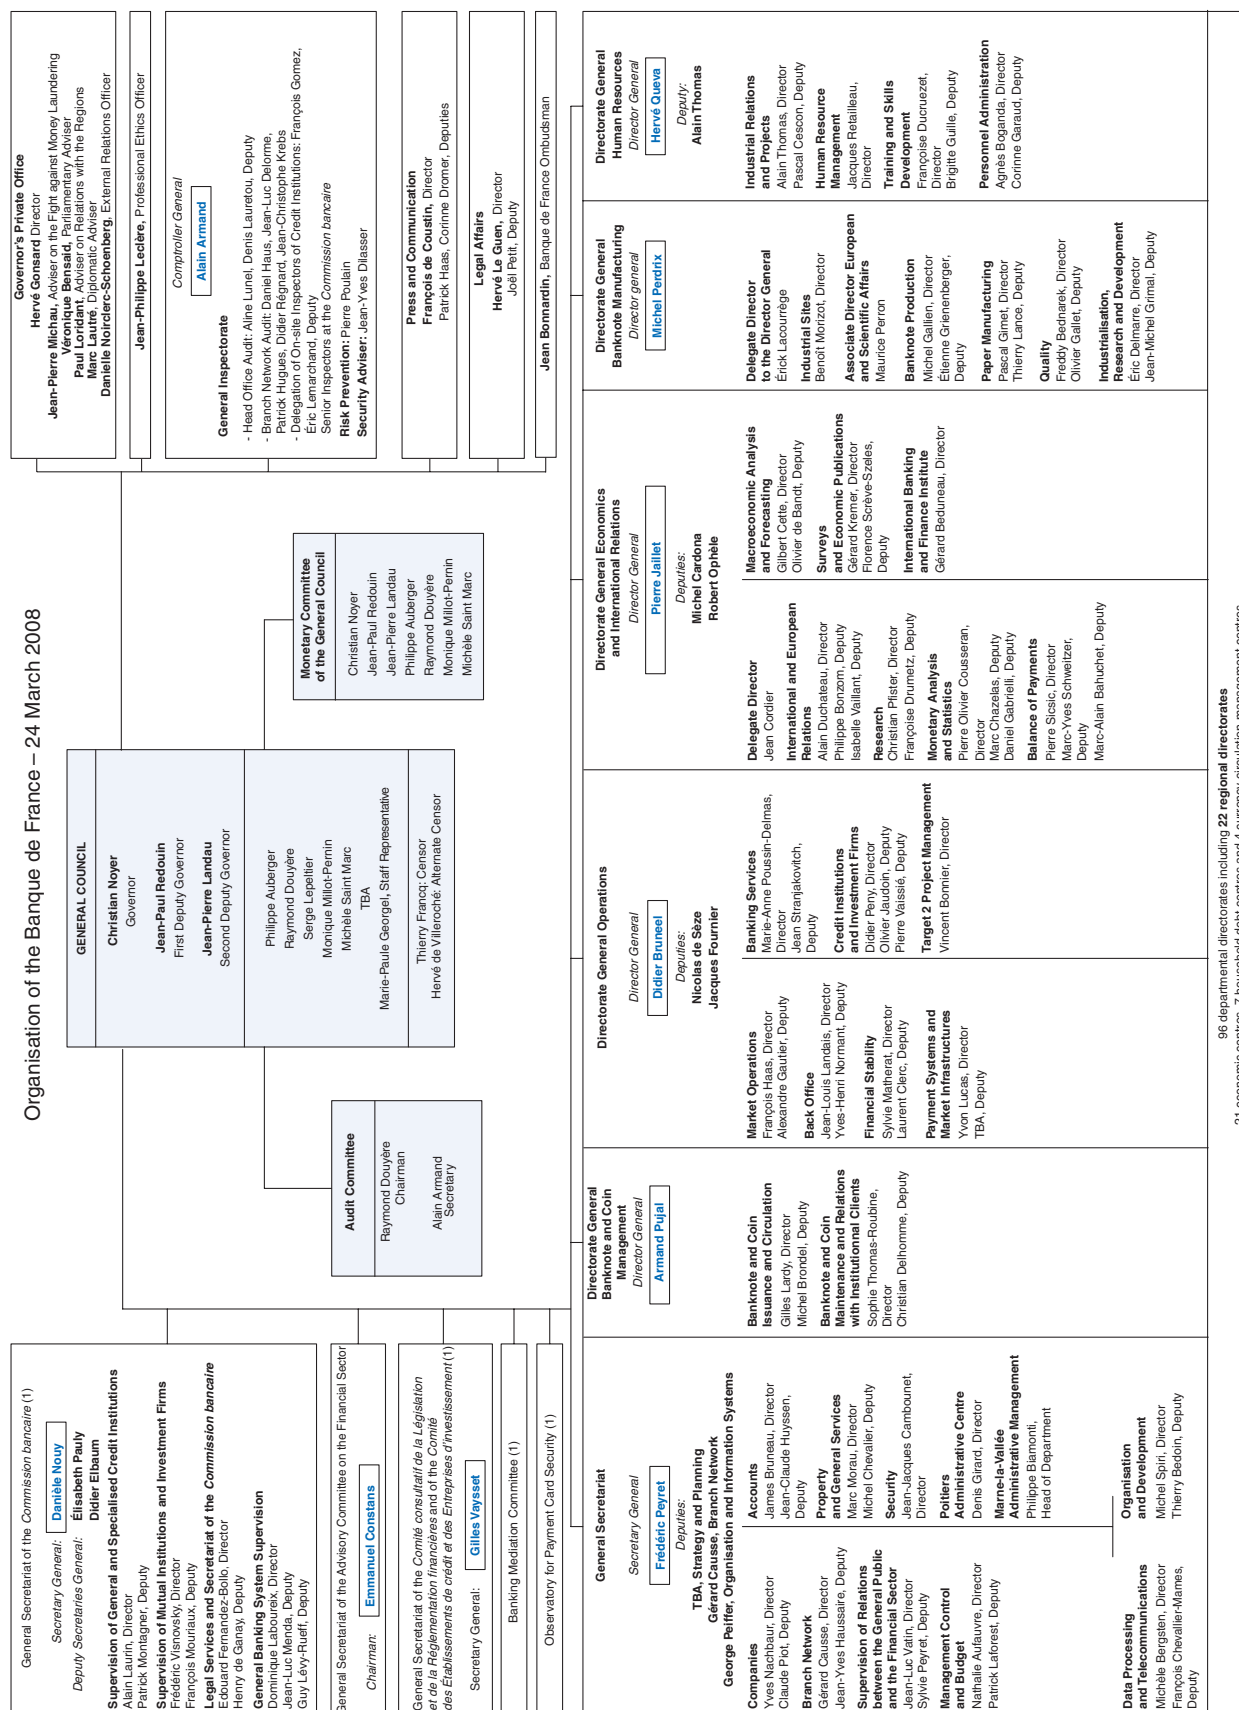 Organisation of the Banque de France – 24 March 2008
General Secretariat of the Commission bancaire (1)
Secretary General:
Danièle Nouy
Deputy Secretaries General:
Élisabeth Pauly
Didier Elbaum
Supervision of General and Specialised Credit Institutions
Alain Laurin, Director
Patrick Montagner, Deputy
Supervision of Mutual Institutions and Investment Firms
Frédéric Visnovsky, Director
François Mouriaux, Deputy
Legal Services and Secretariat of the Commission bancaire
Edouard Fernandez-Bollo, Director
Henry de Ganay, Deputy
General Banking System Supervision
Dominique Laboureix, Director
Jean-Luc Menda, Deputy
Guy Lévy-Rueff, Deputy
General Secretariat of the Advisory Committee on the Financial Sector
Chairman:
Emmanuel Constans
General Secretariat of the Comité consultatif de la Législation
et de la Réglementation financières and of the Comité
des Établissements de crédit et des Entreprises d'investissement (1)
Secretary General:
Gilles Vaysset
Banking Mediation Committee (1)
Observatory for Payment Card Security (1)
Audit Committee
Raymond Douyère
Chairman
Alain Armand
Secretary
GENERAL COUNCIL
Christian Noyer
Governor
Jean-Paul Redouin
First Deputy Governor
Jean-Pierre Landau
Second Deputy Governor
Philippe Auberger
Raymond Douyère
Serge Lepeltier
Monique Millot-Pernin
Michèle Saint Marc
TBA
Marie-Paule Georgel, Staff Representative
Thierry Francq: Censor
Hervé de Villeroché: Alternate Censor
Monetary Committee
of the General Council
Christian Noyer
Jean-Paul Redouin
Jean-Pierre Landau
Philippe Auberger
Raymond Douyère
Monique Millot-Pernin
Michèle Saint Marc
Governor's Private Office
Hervé Gonsard Director
Jean-Pierre Michau, Adviser on the Fight against Money Laundering
Véronique Bensaid, Parliamentary Adviser
Paul Loridant, Adviser on Relations with the Regions
Marc Lautré, Diplomatic Adviser
Danielle Noirderc-Schoenberg, External Relations Officer
Jean-Philippe Leclère, Professional Ethics Officer
Comptroller General
Alain Armand
General Inspectorate
- Head Office Audit: Aline Lunel, Denis Lauretou, Deputy
- Branch Network Audit: Daniel Haus, Jean-Luc Delorme,
Patrick Hugues, Didier Régnard, Jean-Christophe Krebs
- Delegation of On-site Inspectors of Credit Institutions: François Gomez,
Éric Lemarchand, Deputy
Senior Inspectors at the Commission bancaire
Risk Prevention: Pierre Poulain
Security Adviser: Jean-Yves Dilasser
Press and Communication
François de Coustin, Director
Patrick Haas, Corinne Dromer, Deputies
Legal Affairs
Hervé Le Guen, Director
Joël Petit, Deputy
Jean Bonnardin, Banque de France Ombudsman
General Secretariat
Secretary General
Frédéric Peyret
Deputies:
TBA, Strategy and Planning
Gérard Causse, Branch Network
George Peiffer, Organisation and Information Systems
Companies
Yves Nachbaur, Director
Claude Piot, Deputy
Branch Network
Gérard Causse, Director
Jean-Yves Haussaire, Deputy
Supervision of Relations
between the General Public
and the Financial Sector
Jean-Luc Vatin, Director
Sylvie Peyret, Deputy
Management Control
and Budget
Nathalie Aufauvre, Director
Patrick Laforest, Deputy
Data Processing
and Telecommunications
Michèle Bergsten, Director
François Chevallier-Mames,
Deputy
Accounts
James Bruneau, Director
Jean-Claude Huyssen,
Deputy
Property
and General Services
Marc Morau, Director
Michel Chevalier, Deputy
Security
Jean-Jacques Cambounet,
Director
Poitiers
Administrative Centre
Denis Girard, Director
Marne-la-Vallée
Administrative Management
Philippe Biamonti,
Head of Department
Organisation
and Development
Michel Spiri, Director
Thierry Bedoin, Deputy
Directorate General
Banknote and Coin
Management
Director General
Armand Pujal
Banknote and Coin
Issuance and Circulation
Gilles Lardy, Director
Michel Brondel, Deputy
Banknote and Coin
Maintenance and Relations
with Institutionnal Clients
Sophie Thomas-Roubine,
Director
Christian Delhomme, Deputy
Directorate General Operations
Director General
Didier Bruneel
Deputies:
Nicolas de Sèze
Jacques Fournier
Market Operations
François Haas, Director
Alexandre Gautier, Deputy
Back Office
Jean-Louis Landais, Director
Yves-Henri Normant, Deputy
Financial Stability
Sylvie Matherat, Director
Laurent Clerc, Deputy
Payment Systems and
Market Infrastructures
Yvon Lucas, Director
TBA, Deputy
Banking Services
Marie-Anne Poussin-Delmas,
Director
Jean Stranjakovitch,
Deputy
Credit Institutions
and Investment Firms
Didier Peny, Director
Olivier Jaudoin, Deputy
Pierre Vaissié, Deputy
Target 2 Project Management
Vincent Bonnier, Director
Directorate General Economics
and International Relations
Director General
Pierre Jaillet
Deputies:
Michel Cardona
Robert Ophèle
Delegate Director
Jean Cordier
International and European
Relations
Alain Duchateau, Director
Philippe Bonzom, Deputy
Isabelle Vaillant, Deputy
Research
Christian Pfister, Director
Françoise Drumetz, Deputy
Monetary Analysis
and Statistics
Pierre Olivier Cousseran,
Director
Marc Chazelas, Deputy
Daniel Gabrielli, Deputy
Balance of Payments
Pierre Sicsic, Director
Marc-Yves Schweitzer,
Deputy
Marc-Alain Bahuchet, Deputy
Macroeconomic Analysis
and Forecasting
Gilbert Cette, Director
Olivier de Bandt, Deputy
Surveys
and Economic Publications
Gérard Kremer, Director
Florence Scrève-Szeles,
Deputy
International Banking
and Finance Institute
Gérard Beduneau, Director
Directorate General
Banknote Manufacturing
Director general
Michel Perdrix
Delegate Director
to the Director General
Érick Lacourrège
Industrial Sites
Benoît Morizot, Director
Associate Director European
and Scientific Affairs
Maurice Perron
Banknote Production
Michel Gaillien, Director
Étienne Grienenberger,
Deputy
Paper Manufacturing
Pascal Gimet, Director
Thierry Lance, Deputy
Quality
Freddy Bednarek, Director
Olivier Gallet, Deputy
Industrialisation,
Research and Development
Éric Delmarre, Director
Jean-Michel Grimal, Deputy
Directorate General
Human Resources
Director General
Hervé Queva
Deputy:
Alain Thomas
Industrial Relations
and Projects
Alain Thomas, Director
Pascal Cescon, Deputy
Human Resource
Management
Jacques Retailleau,
Director
Training and Skills
Development
Françoise Ducruezet,
Director
Brigitte Guille, Deputy
Personnel Administration
Agnès Boganda, Director
Corinne Garaud, Deputy
96 departmental directorates including 22 regional directorates